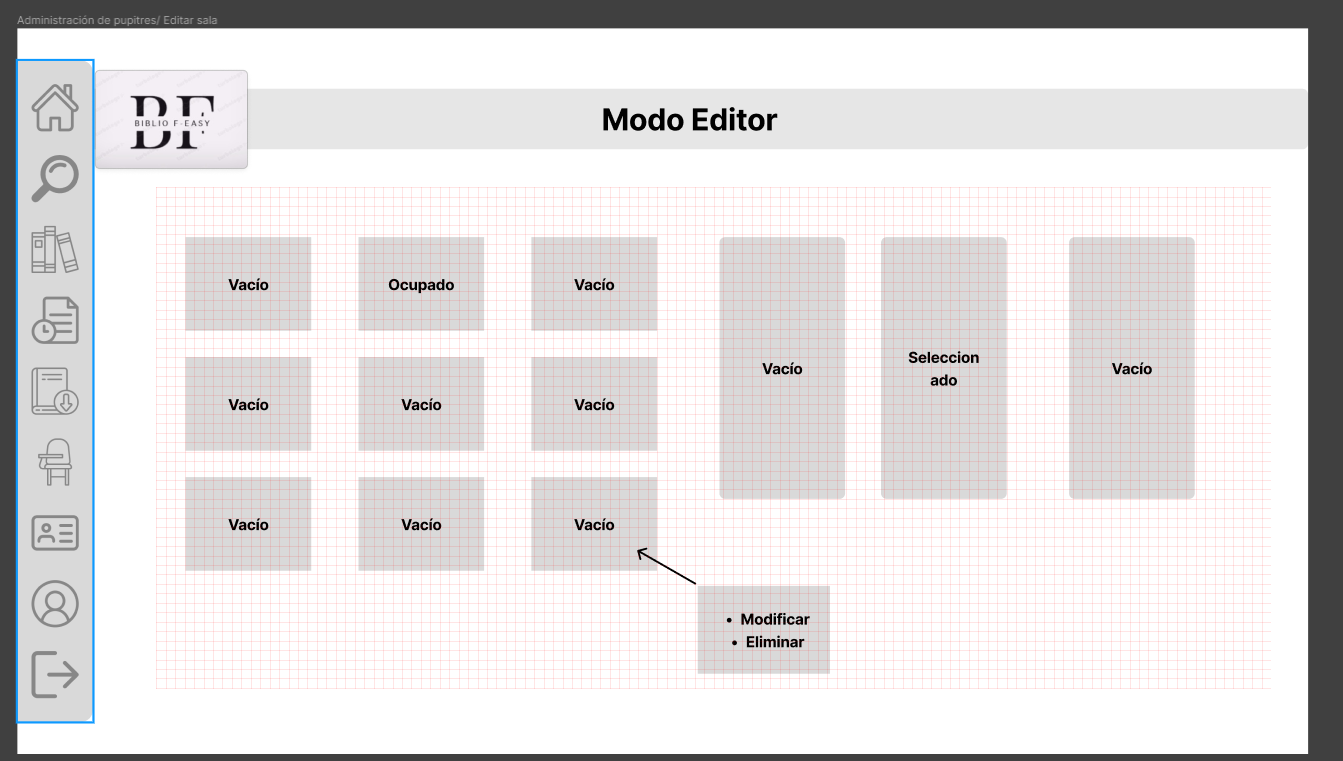 Administración de pupitres/ Editar sala
BF
BIBLIO F-EASY
Modo Editor
Vacío
Ocupado
Vacío
Vacío
Seleccion
ado
Vacío
Vacío
Vacío
Vacío
Vacío
Vacío
Vacío
• Modificar
• Eliminar